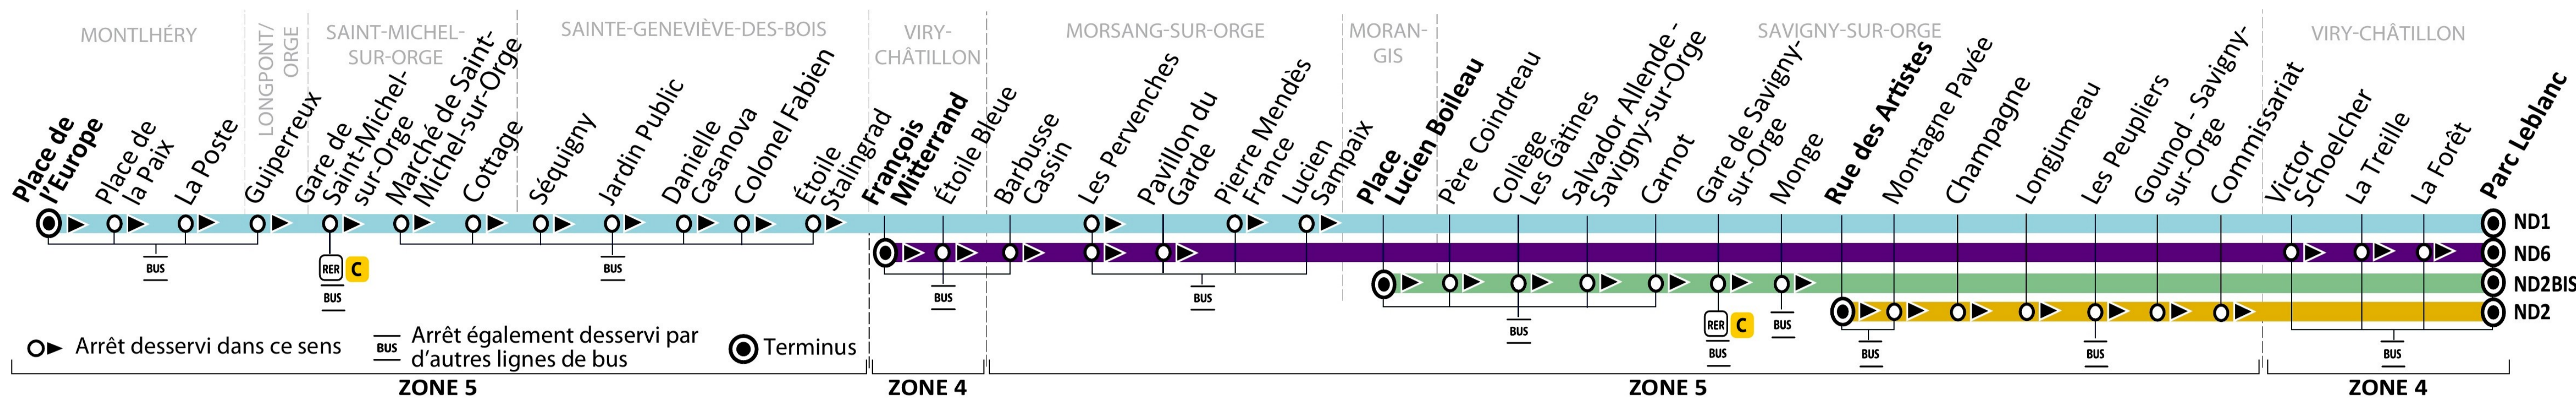 MONTLHÉRY
LONGPONT/
ORGE
SAINT-MICHEL-
SUR-ORGE
SAINTE-GENEVIÈVE-DES-BOIS
VIRY-
CHÂTILLON
MORSANG-SUR-ORGE
MORAN-
GIS
SAVIGNY-SUR-ORGE
VIRY-CHÂTILLON
Place de
l'Europe
Place de
la Paix
La Poste
Guiperreux
Gare de
Saint-Michel-
sur-Orge
Marché de Saint-
Michel-sur-Orge
Cottage
Séquigny
Jardin Public
Danielle
Casanova
Colonel Fabien
Étoile
Stalingrad
François
Mitterrand
Étoile Bleue
Barbusse
Cassin
Les Pervenches
Pavillon du
Garde
Pierre Mendès
France
Lucien
Sampaix
Place
Lucien Boileau
Père Coindreau
Collège
Les Gâtines
Salvador Allende -
Savigny-sur-Orge
Carnot
Gare de Savigny-
sur-Orge
Monge
Rue des Artistes
Montagne Pavée
Champagne
Longjumeau
Les Peupliers
Gounod - Savigny-
sur-Orge
Commissariat
Victor
Schoelcher
La Treille
La Forêt
Parc Leblanc
ND1
ND6
ND2BIS
ND2
BUS
RER C
BUS
BUS
BUS
BUS
BUS
RER C
BUS
BUS
BUS
BUS
BUS
Arrêt desservi dans ce sens
BUS
Arrêt également desservi par
d'autres lignes de bus
Terminus
ZONE 5
ZONE 4
ZONE 5
ZONE 4